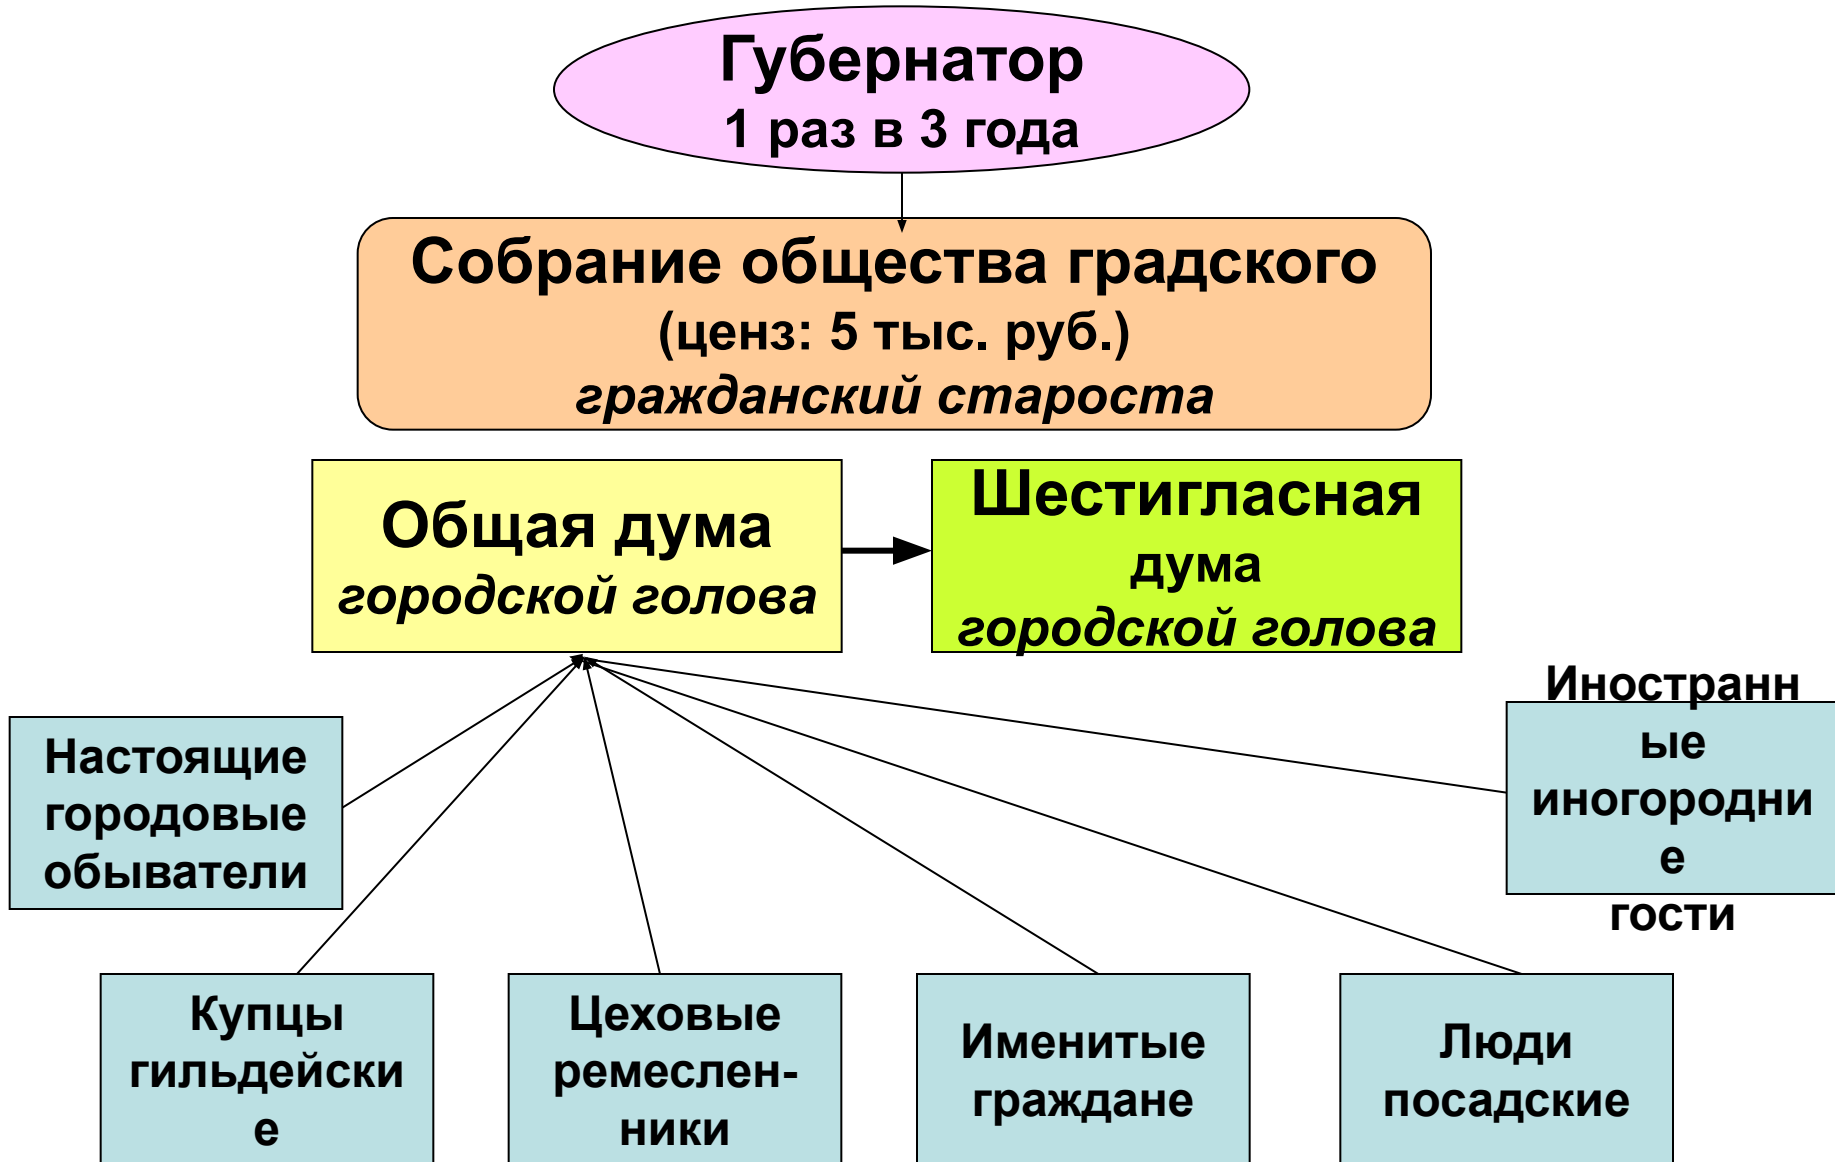 Губернатор
1 раз в 3 года
Собрание общества градского
(ценз: 5 тыс. руб.)
гражданский староста
Общая дума
городской голова
Шестигласная
дума
городской голова
Настоящие
городовые
обыватели
Иностранн
ые
иногородни
е
гости
Купцы
гильдейски
е
Цеховые
ремеслен-
ники
Именитые
граждане
Люди
посадские